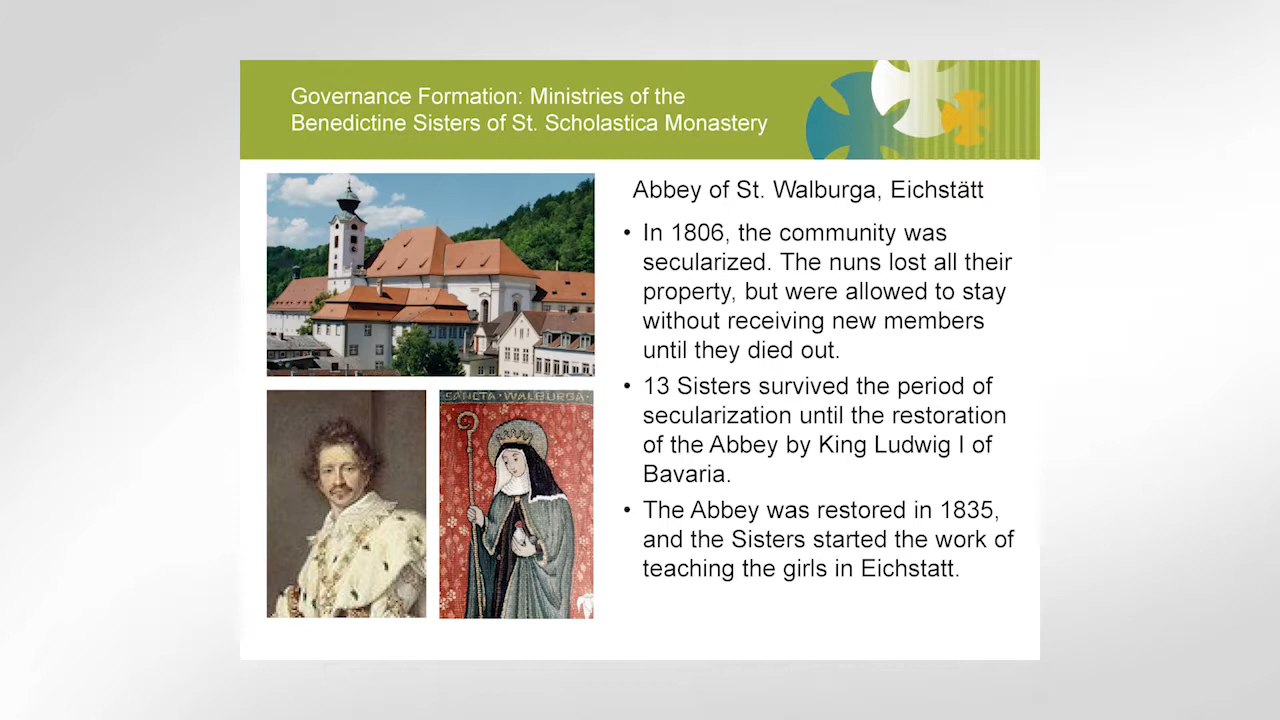 Governance Formation: Ministries of the
Benedictine Sisters of St. Scholastica Monastery
Abbey of St. Walburga, Eichstätt
• In 1806, the community was
secularized. The nuns lost all their
property, but were allowed to stay
without receiving new members
until they died out.
• 13 Sisters survived the period of
secularization until the restoration
of the Abbey by King Ludwig I of
Bavaria.
• The Abbey was restored in 1835,
and the Sisters started the work of
teaching the girls in Eichstatt.
SANCTA · WALBURGA ·